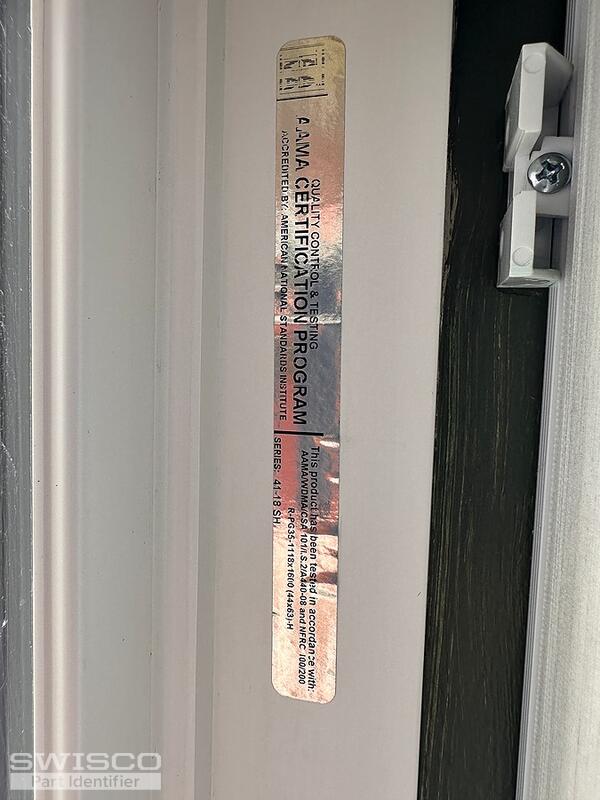 QUALITY CONTROL & TESTING
AAMA CERTIFICATION PROGRAM
ACCREDITED BY: AMERICAN NATIONAL STANDARDS INSTITUTE
This product has been tested in accordance with:
AAMA/WDMA/CSA 101/I.S.2/A440-08 and NFRC 100/200
R-PG35-1118x1600 (44x63)-H
SERIES: 41-18 SH
SWISCO
Part Identifier